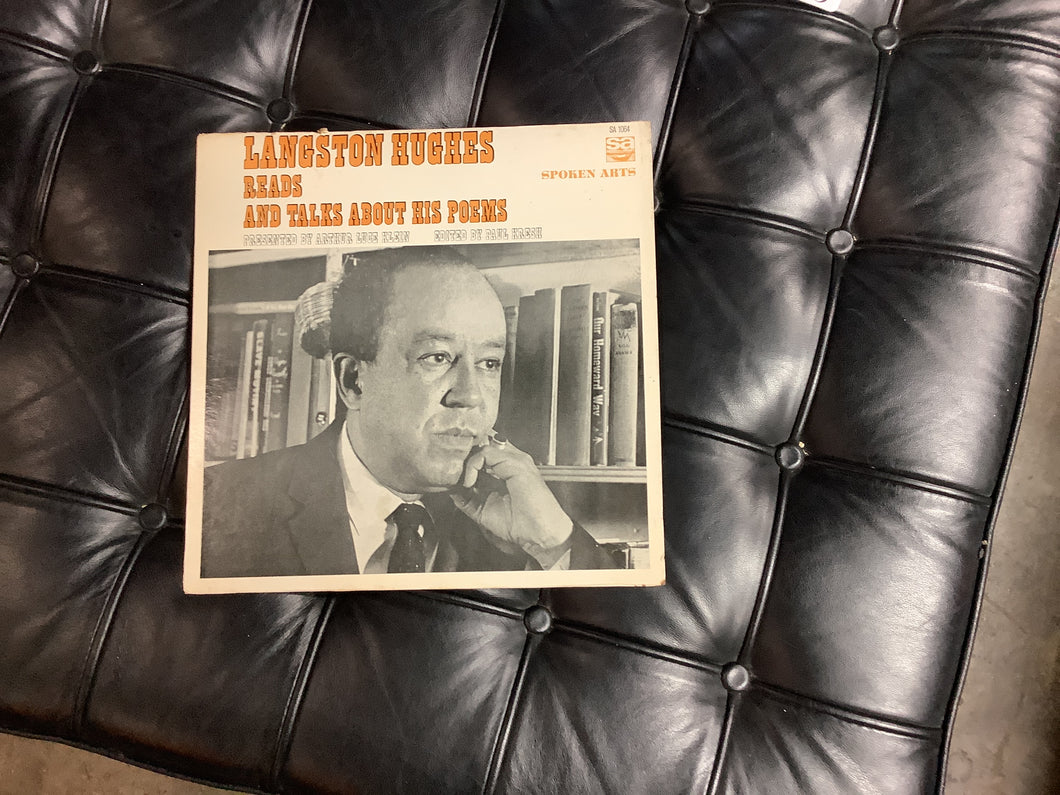 LANGSTON HUGHES
READS
AND TALKS ABOUT HIS POEMS
PRESENTED BY ARTHUR LUCE KLEIN EDITED BY PAUL KRESH
SA 1064
sa
SPOKEN ARTS
Our Homeward Way